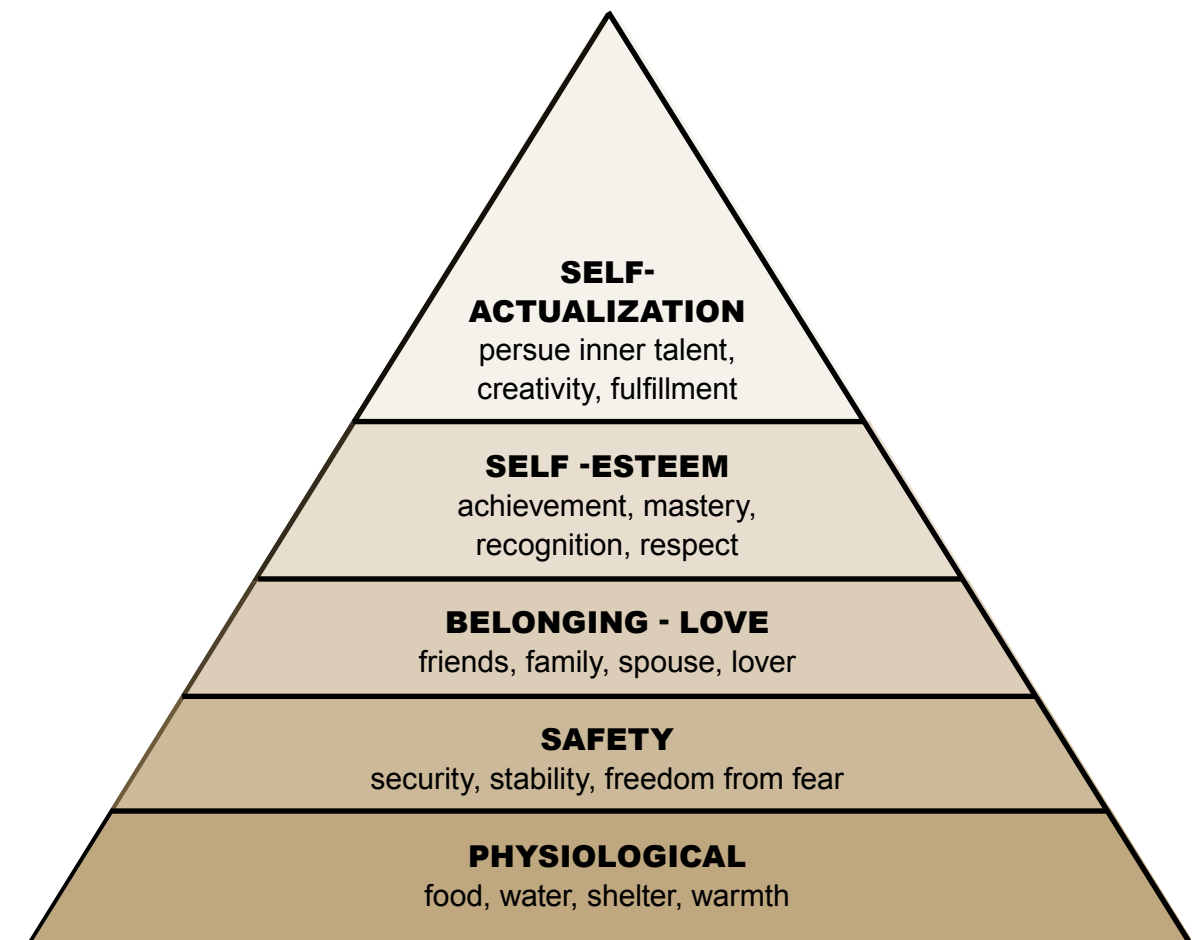 SELF-
ACTUALIZATION
persue inner talent,
creativity, fulfillment
SELF -ESTEEM
achievement, mastery,
recognition, respect
BELONGING - LOVE
friends, family, spouse, lover
SAFETY
security, stability, freedom from fear
PHYSIOLOGICAL
food, water, shelter, warmth